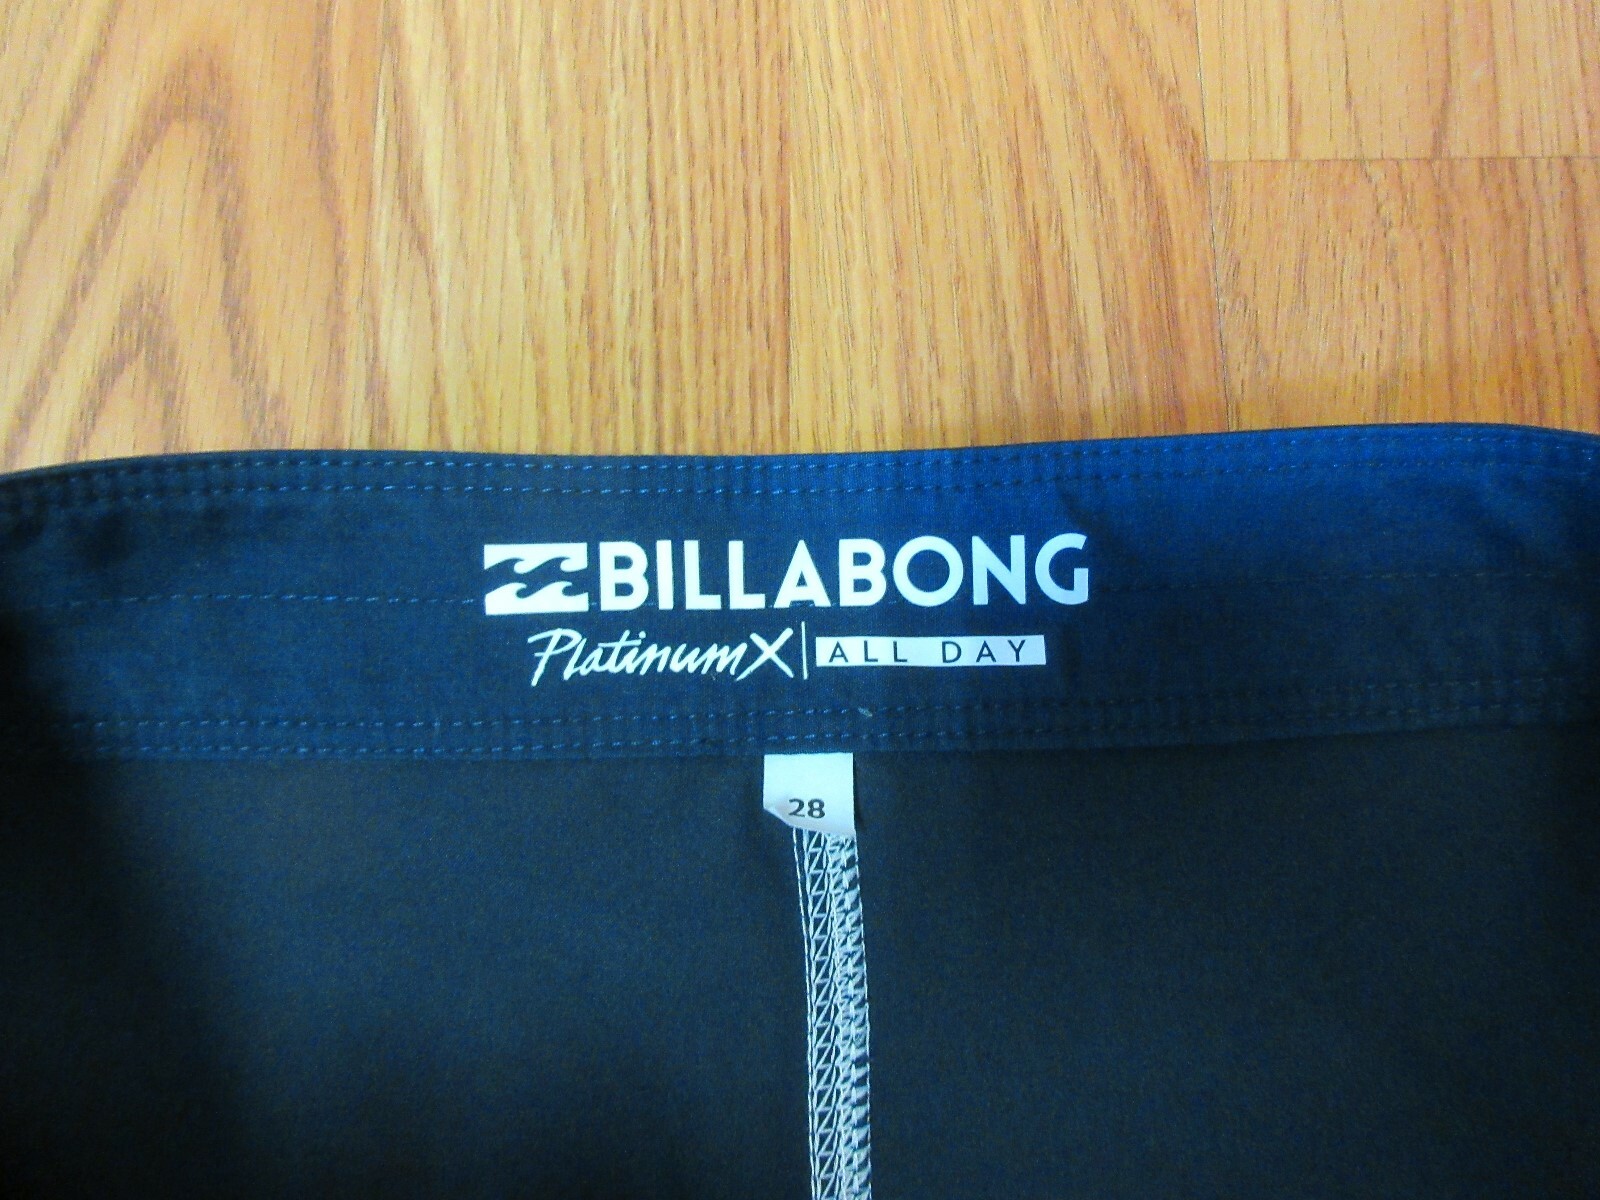 BILLABONG
PlatinumX ALL DAY
28